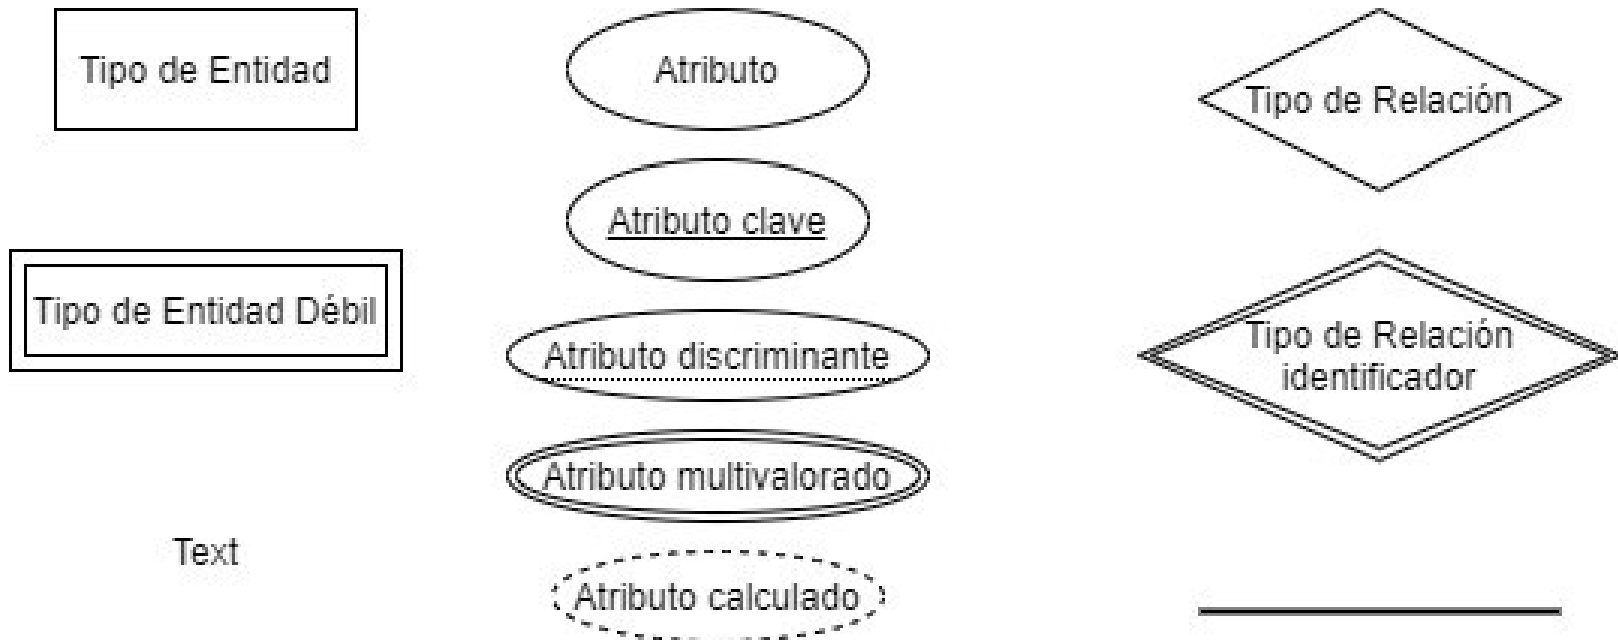 Tipo de Entidad
Atributo
Tipo de Relación
Atributo clave
Tipo de Entidad Débil
Atributo discriminante
Tipo de Relación
identificador
Atributo multivalorado
Text
Atributo calculado